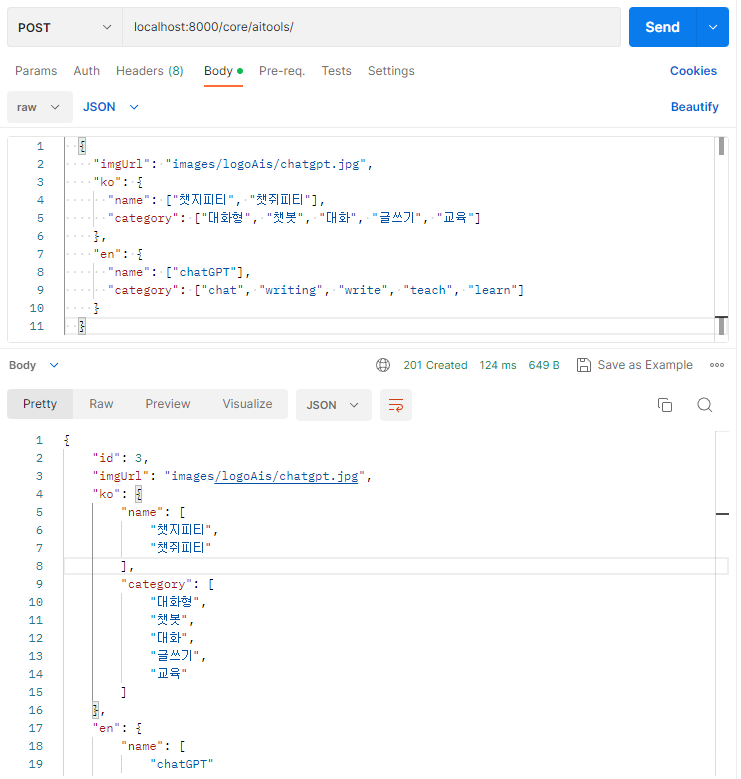 POST localhost:8000/core/aitools/ Send
Params Auth Headers (8) Body Pre-req. Tests Settings Cookies
raw JSON Beautify
1 {
2 "imgUrl": "images/logoAis/chatgpt.jpg",
3 "ko": {
4 "name": ["챗지피티", "챗쥐피티"],
5 "category": ["대화형", "챗봇", "대화", "글쓰기", "교육"]
6 },
7 "en": {
8 "name": ["chatGPT"],
9 "category": ["chat", "writing", "write", "teach", "learn"]
10 }
11 }
Body 201 Created 124 ms 649 B Save as Example
Pretty Raw Preview Visualize JSON
1 {
2 "id": 3,
3 "imgUrl": "images/logoAis/chatgpt.jpg",
4 "ko": {
5 "name": [
6 "챗지피티",
7 "챗쥐피티"
8 ],
9 "category": [
10 "대화형",
11 "챗봇",
12 "대화",
13 "글쓰기",
14 "교육"
15 ]
16 },
17 "en": {
18 "name": [
19 "chatGPT"